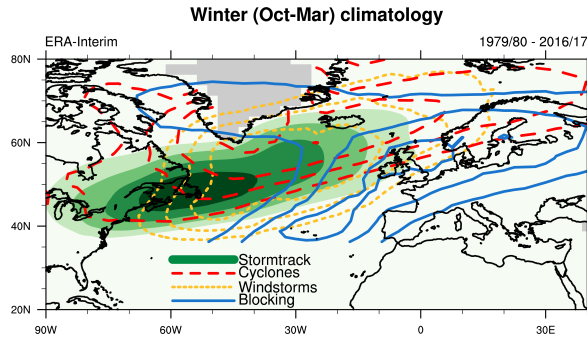 Winter (Oct-Mar) climatology
ERA-Interim 1979/80 - 2016/17
80N
60N
40N
Stormtrack
Cyclones
Windstorms
Blocking
20N
90W 60W 30W 0 30E